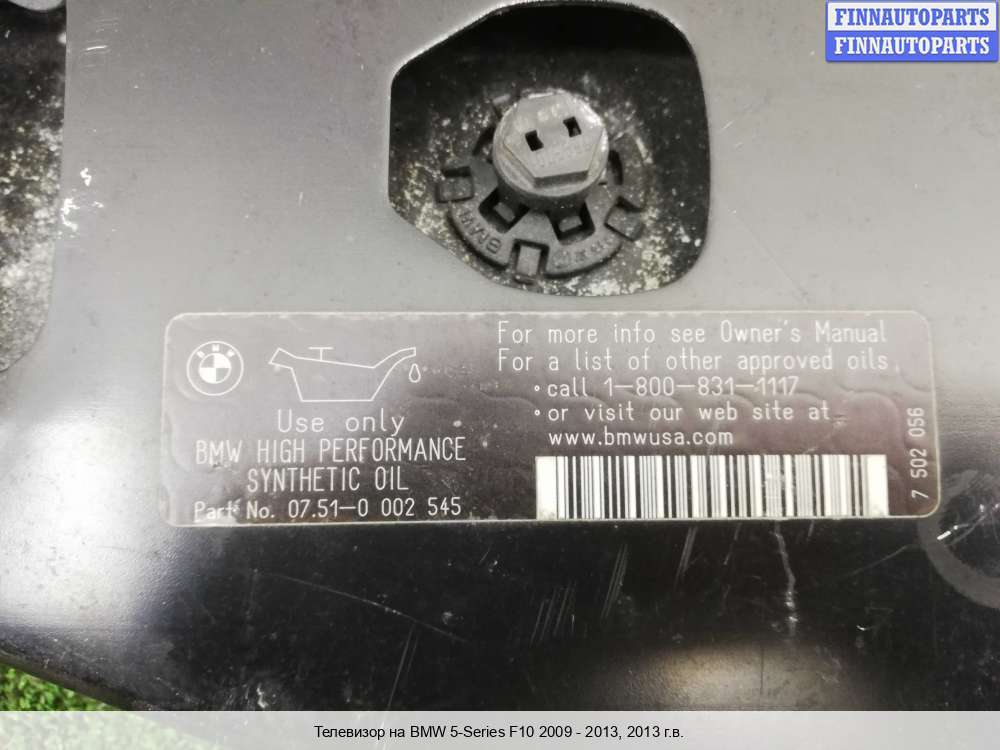 FINNAUTOPARTS
FINNAUTOPARTS
BMW
BMW
Use only
BMW HIGH PERFORMANCE
SYNTHETIC OIL
Part No. 07.51-0 002 545
For more info see Owner's Manual
For a list of other approved oils,
• call 1-800-831-1117
• or visit our web site at
www.bmwusa.com
7 502 056
Телевизор на BMW 5-Series F10 2009 - 2013, 2013 г.в.